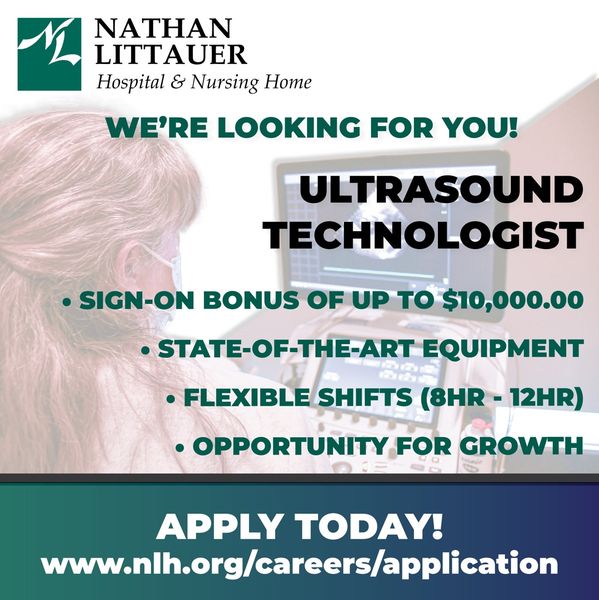 NL
NATHAN
LITTAUER
Hospital & Nursing Home
WE'RE LOOKING FOR YOU!
ULTRASOUND
TECHNOLOGIST
• SIGN-ON BONUS OF UP TO $10,000.00
• STATE-OF-THE-ART EQUIPMENT
• FLEXIBLE SHIFTS (8HR - 12HR)
• OPPORTUNITY FOR GROWTH
APPLY TODAY!
www.nlh.org/careers/application